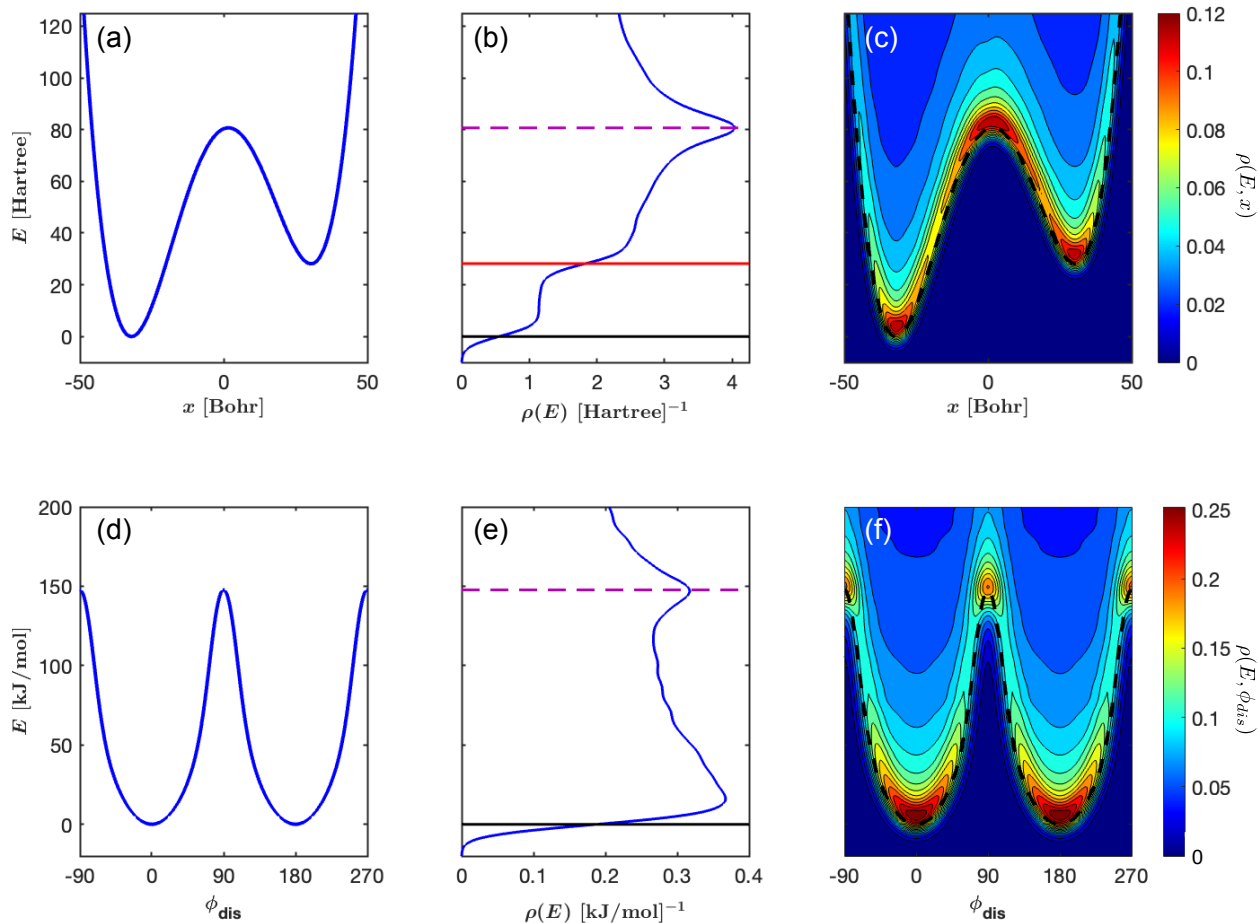 (a)
120
100
80
60
40
20
0
E [Hartree]
-50 0 50
x [Bohr]
(b)
0 1 2 3 4
ρ(E) [Hartree]⁻¹
(c)
-50 0 50
x [Bohr]
0.12
0.1
0.08
0.06
0.04
0.02
0
ρ(E, x)
(d)
200
150
100
50
0
E [kJ/mol]
-90 0 90 180 270
ϕdis
(e)
0 0.1 0.2 0.3 0.4
ρ(E) [kJ/mol]⁻¹
(f)
-90 0 90 180 270
ϕdis
0.25
0.2
0.15
0.1
0.05
0
ρ(E, ϕdis)